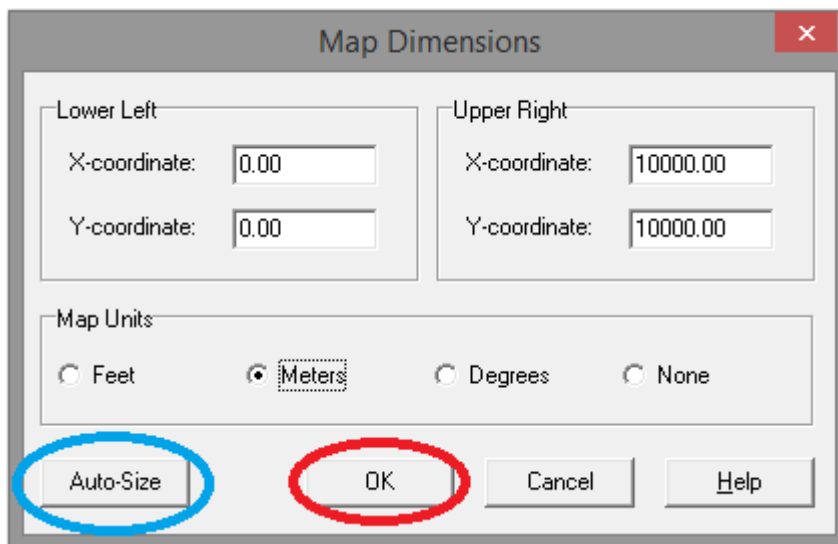 Map Dimensions
Lower Left
X-coordinate: 0.00
Y-coordinate: 0.00
Upper Right
X-coordinate: 10000.00
Y-coordinate: 10000.00
Map Units
Feet Meters Degrees None
Auto-Size OK Cancel Help